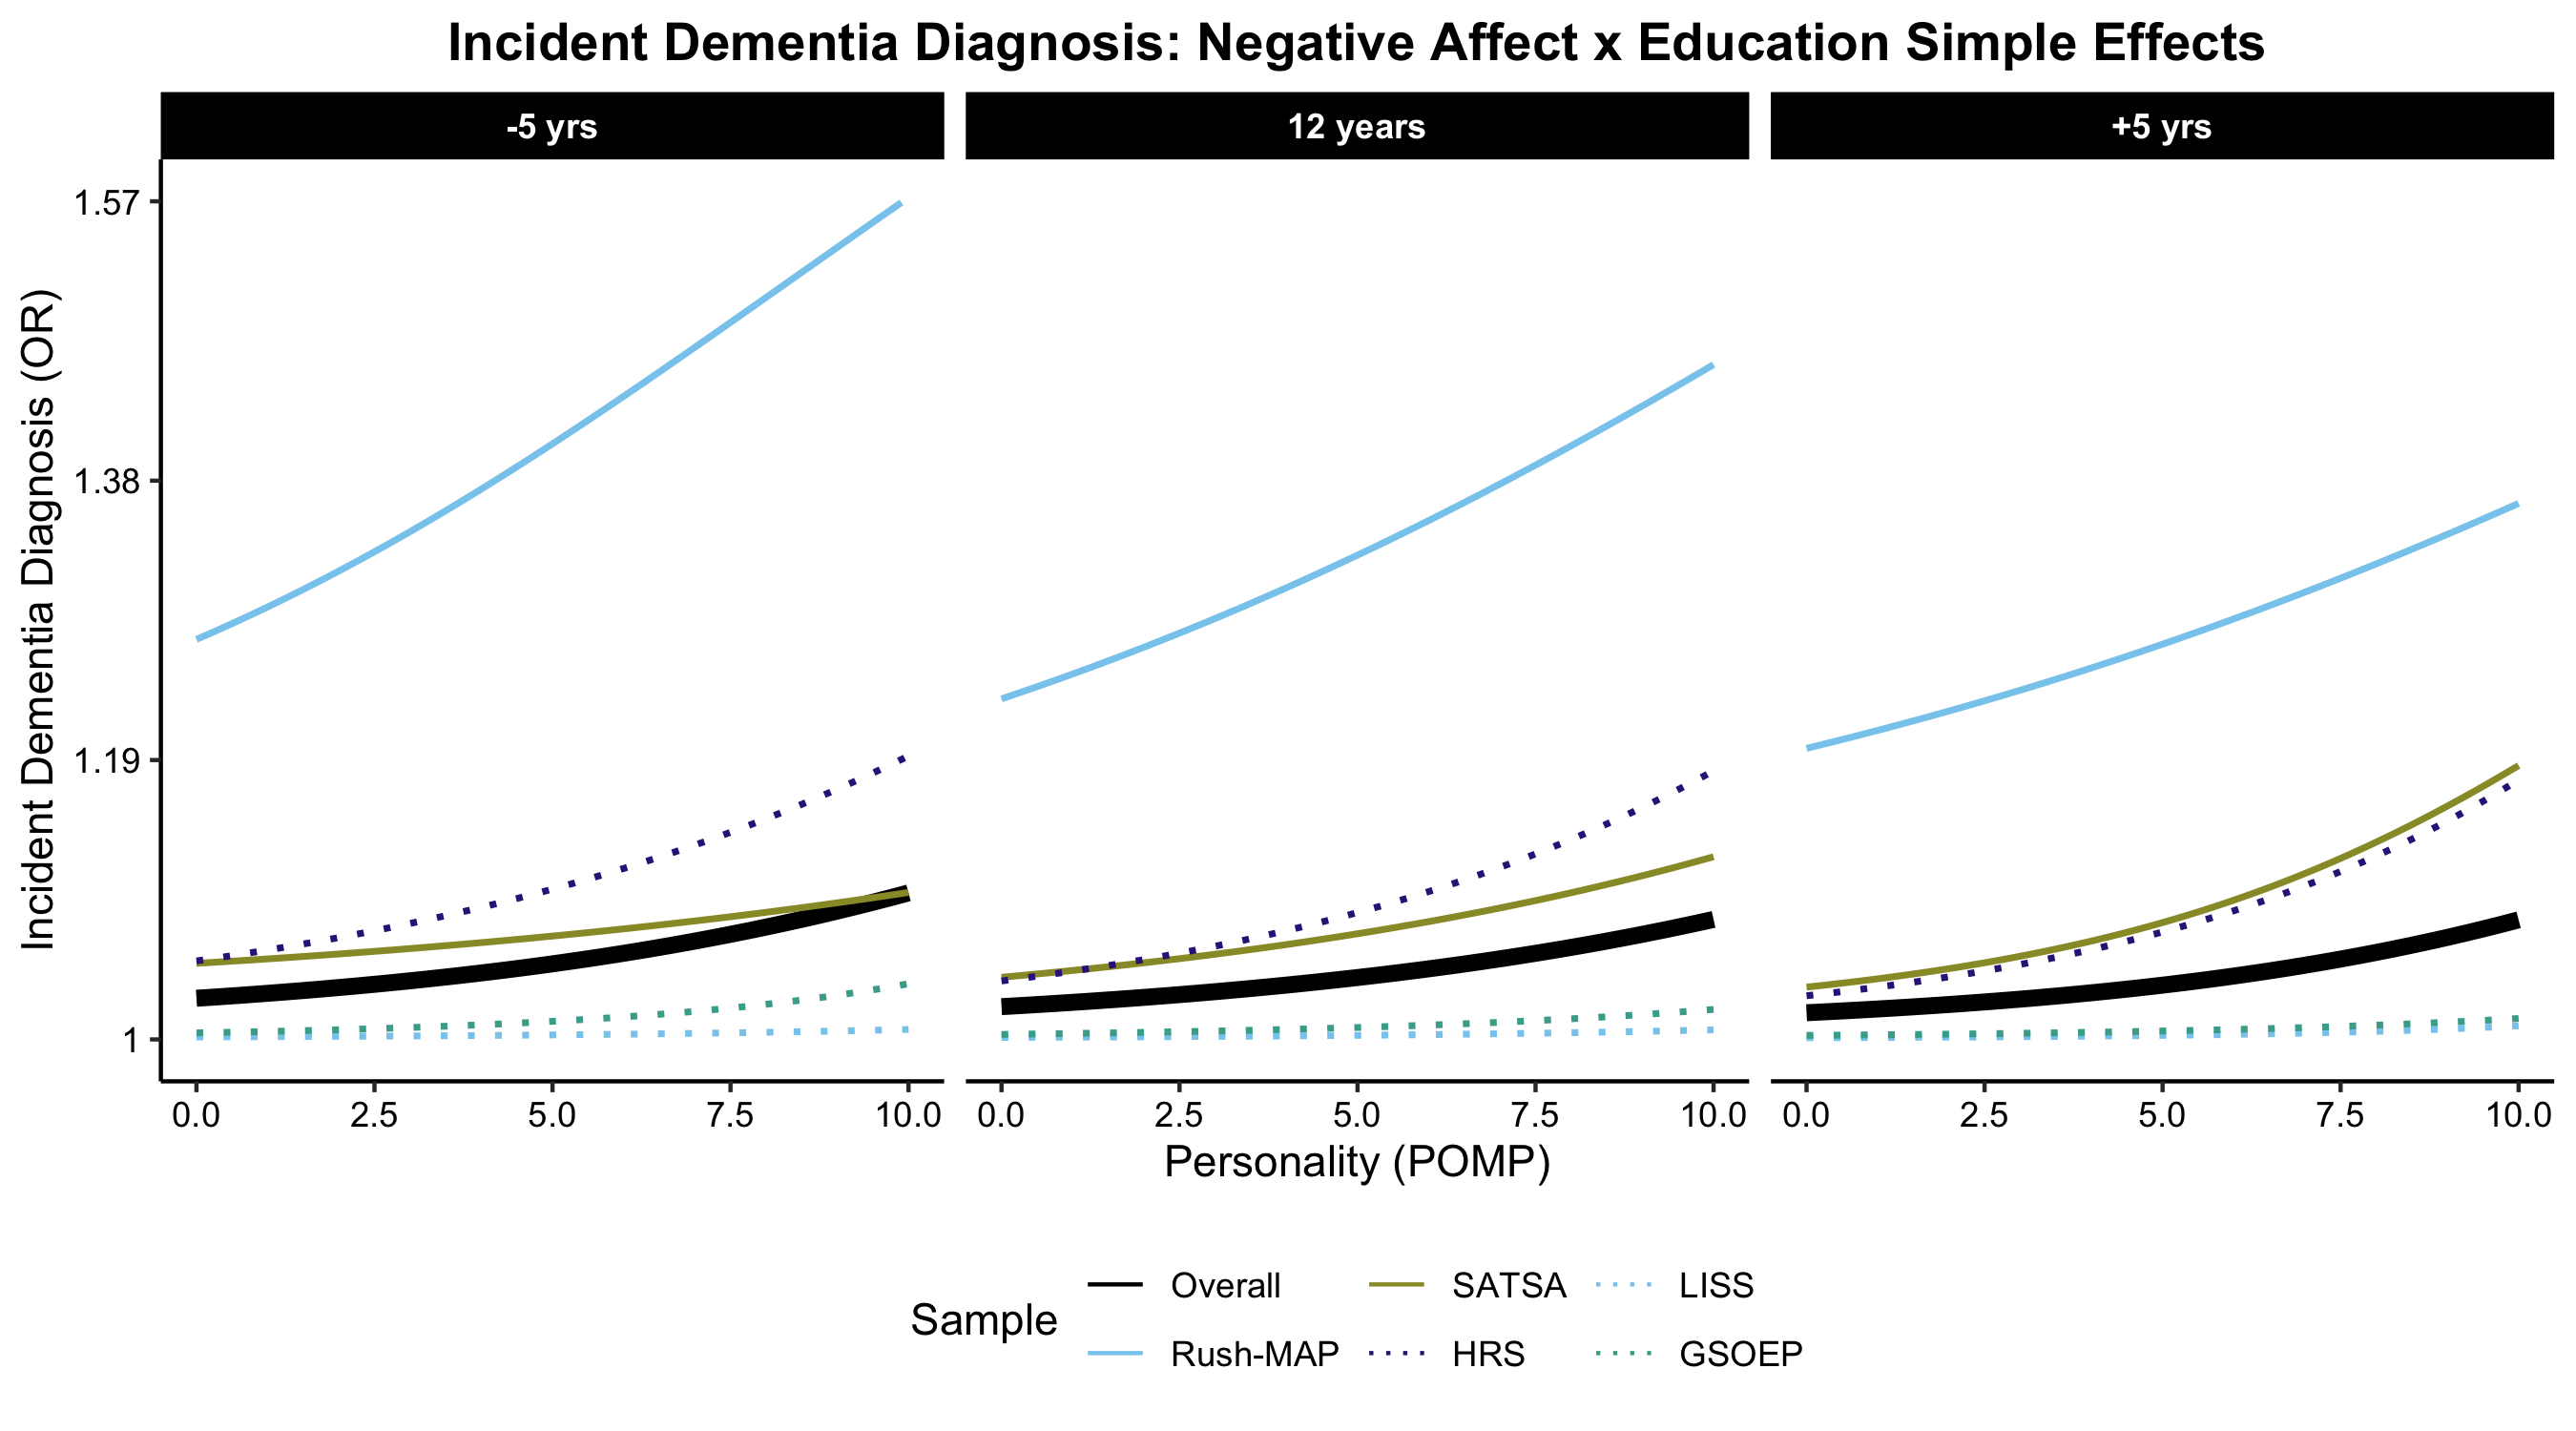 Incident Dementia Diagnosis: Negative Affect x Education Simple Effects
-5 yrs
12 years
+5 yrs
Incident Dementia Diagnosis (OR)
1.57
1.38
1.19
1
0.0 2.5 5.0 7.5 10.0
0.0 2.5 5.0 7.5 10.0
0.0 2.5 5.0 7.5 10.0
Personality (POMP)
Sample
Overall
SATSA
LISS
Rush-MAP
HRS
GSOEP